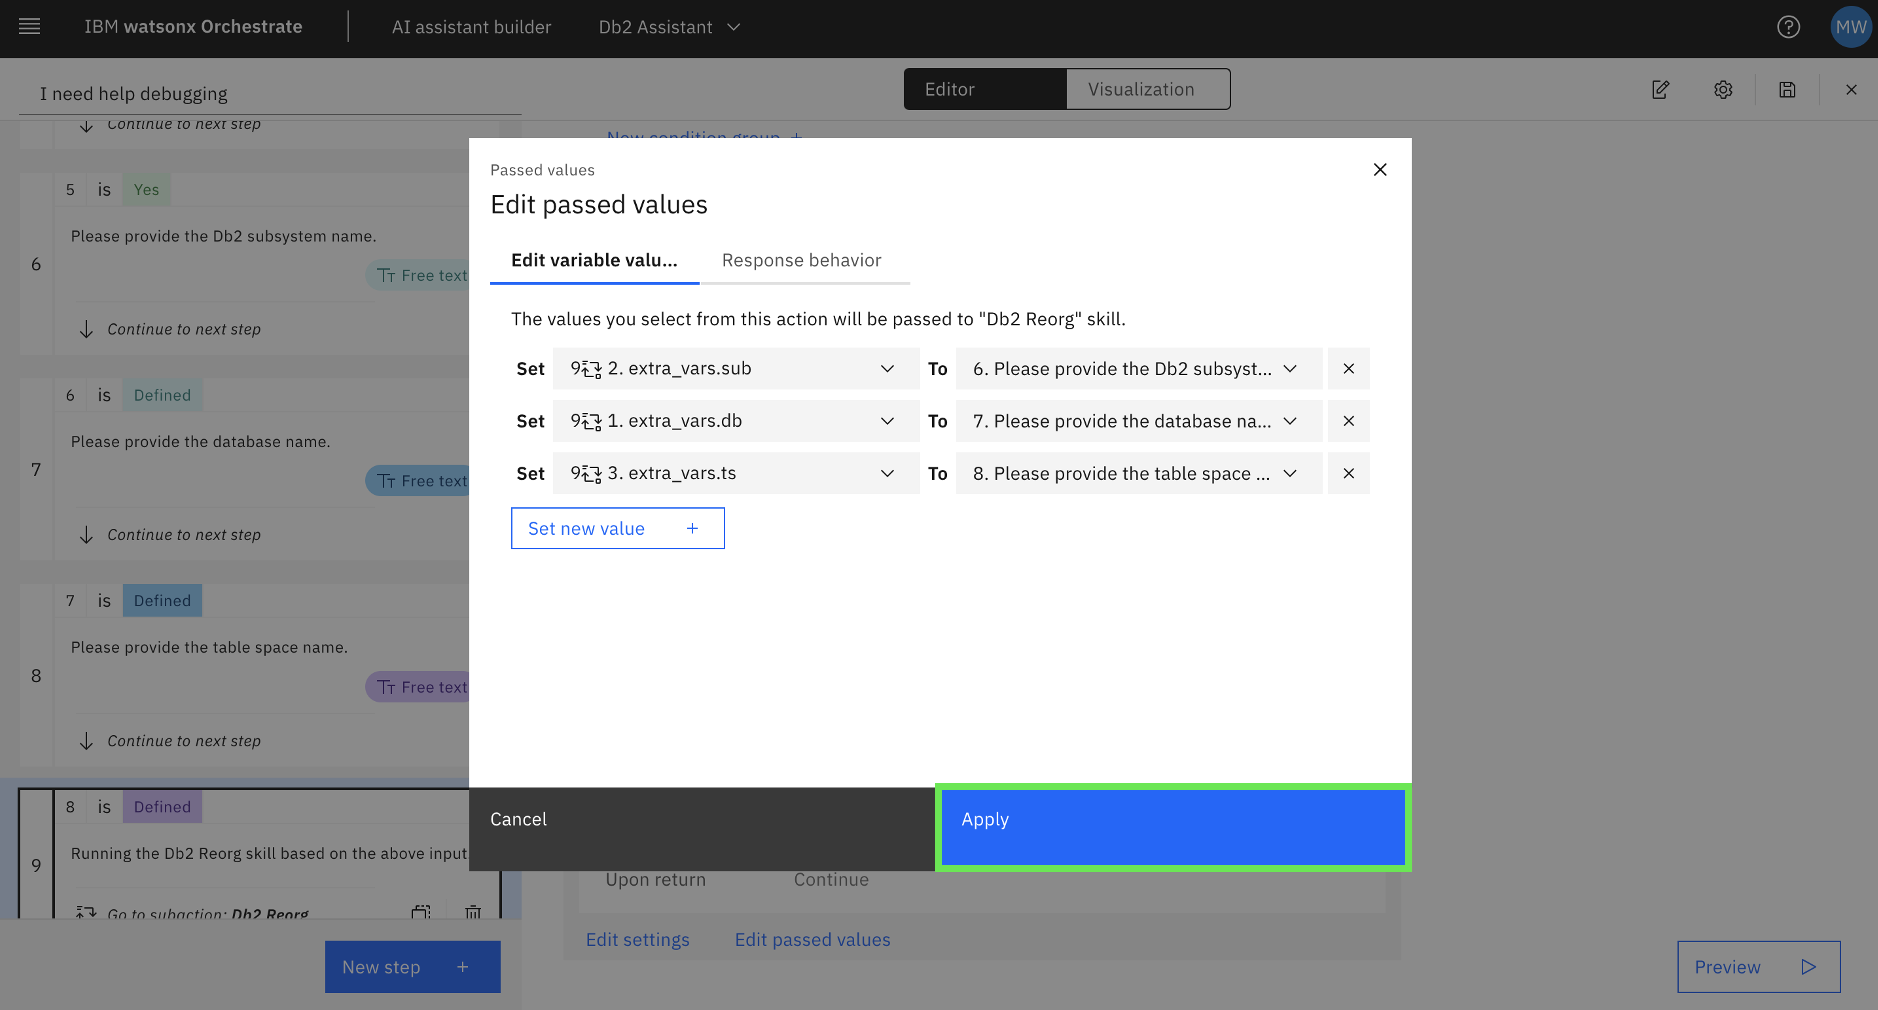 IBM watsonx Orchestrate
AI assistant builder
Db2 Assistant
MW
I need help debugging
Editor
Visualization
Continue to next step
New condition group +
5 is Yes
6
Please provide the Db2 subsystem name.
Free text
Continue to next step
6 is Defined
7
Please provide the database name.
Free text
Continue to next step
7 is Defined
8
Please provide the table space name.
Free text
Continue to next step
8 is Defined
9
Running the Db2 Reorg skill based on the above input
Go to subaction: Db2 Reorg
New step +
Passed values
Edit passed values
Edit variable valu...
Response behavior
The values you select from this action will be passed to "Db2 Reorg" skill.
Set 9 2. extra_vars.sub To 6. Please provide the Db2 subsyst...
Set 9 1. extra_vars.db To 7. Please provide the database na...
Set 9 3. extra_vars.ts To 8. Please provide the table space ...
Set new value +
Cancel
Apply
Upon return
Continue
Edit settings
Edit passed values
Preview